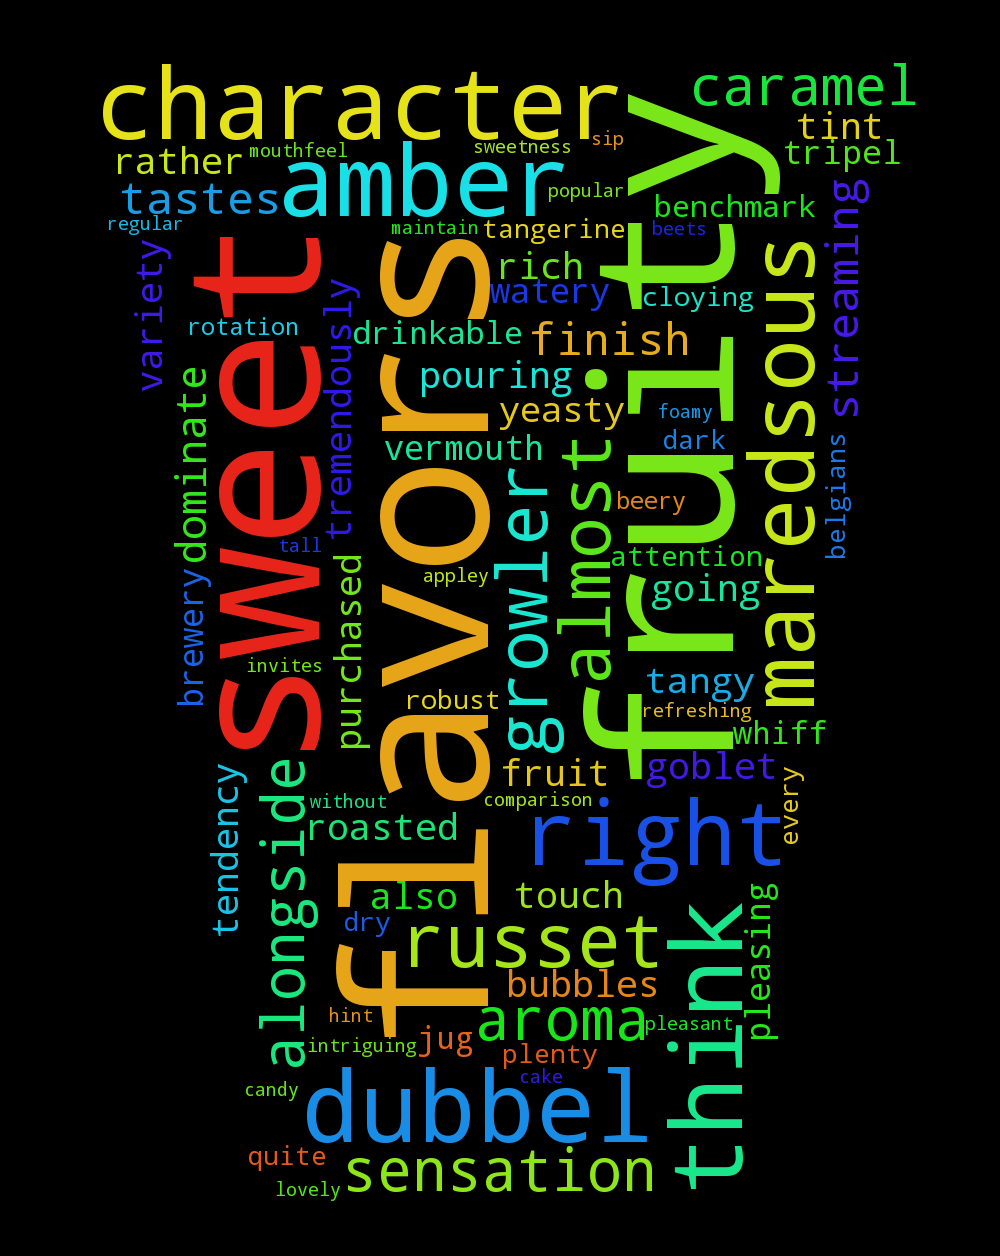 character
caramel
tint
sip
rather
mouthfeel
sweetness
tripel
amber
tastes
popular
benchmark
regular
maintain
tangerine
beets
fruity
streaming
variety
sweet
flavors
rich
maredsous
watery
cloying
tremendously
rotation
drinkable
finish
pouring
dominate
yeasty
foamy
vermouth
dark
almost
belgians
growler
beery
tall
attention
purchased
appley
going
brewery
invites
tangy
robust
refreshing
whiff
alongside
fruit
goblet
tendency
without
comparison
every
roasted
right
also
touch
pleasing
dry
russet
think
bubbles
hint
aroma
pleasant
intriguing
jug
plenty
cake
candy
dubbel
quite
sensation
lovely